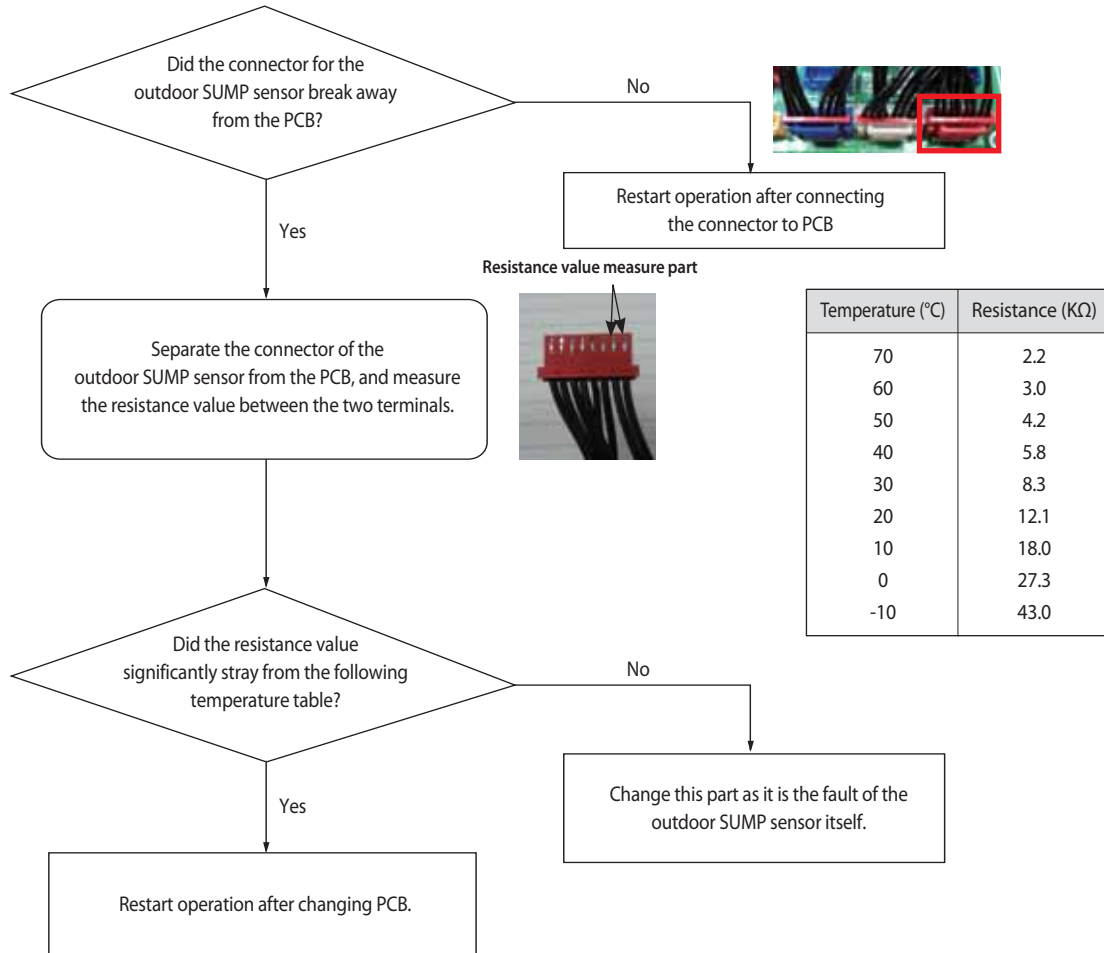 Did the connector for the
outdoor SUMP sensor break away
from the PCB?
No
Restart operation after connecting
the connector to PCB
Yes
Resistance value measure part
Separate the connector of the
outdoor SUMP sensor from the PCB, and measure
the resistance value between the two terminals.
Temperature (°C) Resistance (KΩ)
70 2.2
60 3.0
50 4.2
40 5.8
30 8.3
20 12.1
10 18.0
0 27.3
-10 43.0
Did the resistance value
significantly stray from the following
temperature table?
No
Change this part as it is the fault of the
outdoor SUMP sensor itself.
Yes
Restart operation after changing PCB.